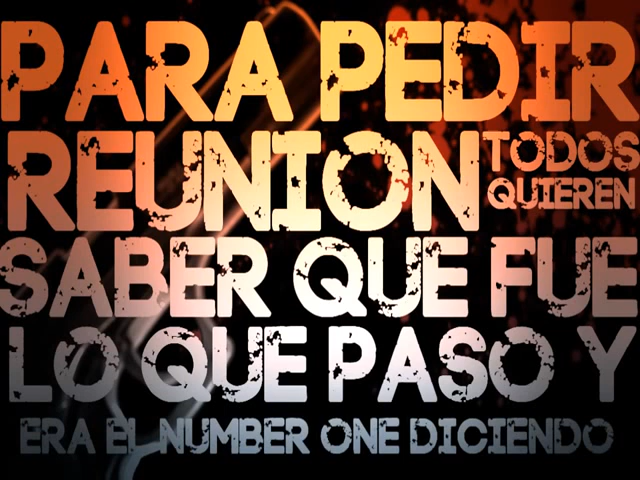 PARA PEDIR
REUNION
TODOS
QUIEREN
SABER QUE FUE
LO QUE PASO Y
ERA EL NUMBER ONE DICIENDO